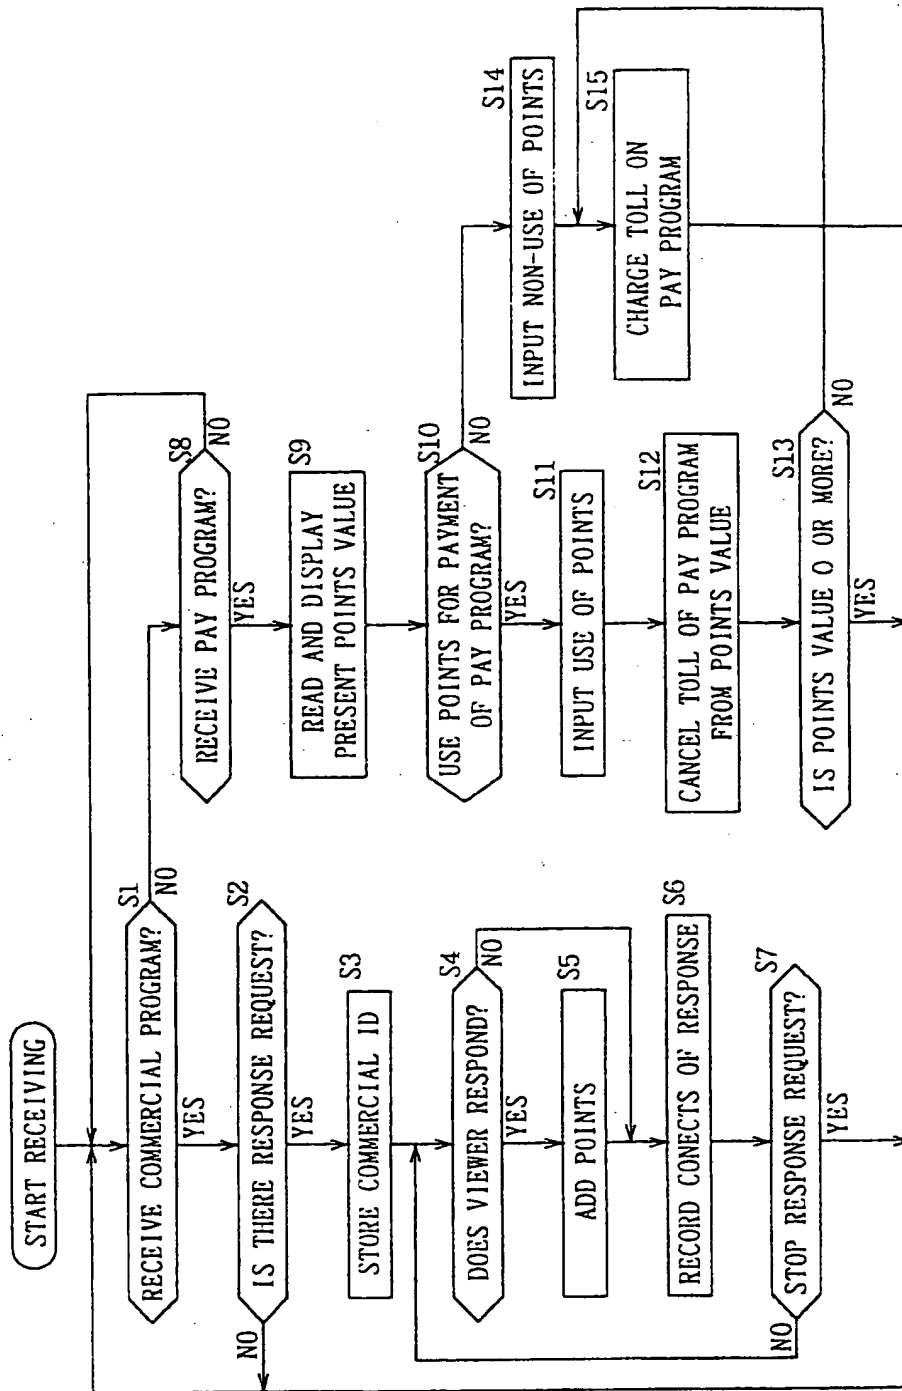 START RECEIVING
S1
RECEIVE COMMERCIAL PROGRAM?
NO
YES
S2
IS THERE RESPONSE REQUEST?
NO
YES
S3
STORE COMMERCIAL ID
S4
DOES VIEWER RESPOND?
NO
YES
S5
ADD POINTS
S6
RECORD CONECTS OF RESPONSE
S7
STOP RESPONSE REQUEST?
NO
YES
S8
RECEIVE PAY PROGRAM?
NO
YES
S9
READ AND DISPLAY
PRESENT POINTS VALUE
S10
USE POINTS FOR PAYMENT
OF PAY PROGRAM?
NO
YES
S11
INPUT USE OF POINTS
S12
CANCEL TOLL OF PAY PROGRAM
FROM POINTS VALUE
S13
IS POINTS VALUE O OR MORE?
NO
YES
S14
INPUT NON-USE OF POINTS
S15
CHARGE TOLL ON
PAY PROGRAM